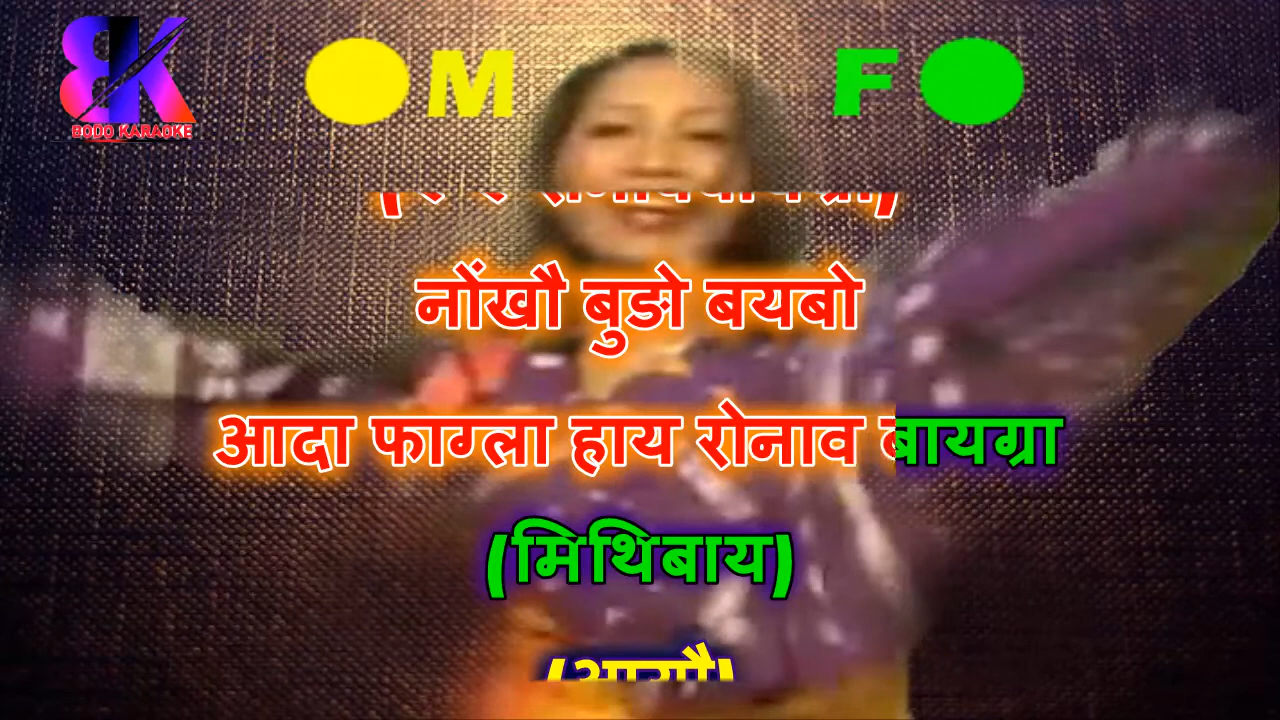 BK
BODO KARAOKE
M F
नोंखौ बुङो बयबो
आदा फाग्ला हाय रोनाव बायग्रा
(मिथिबाय)